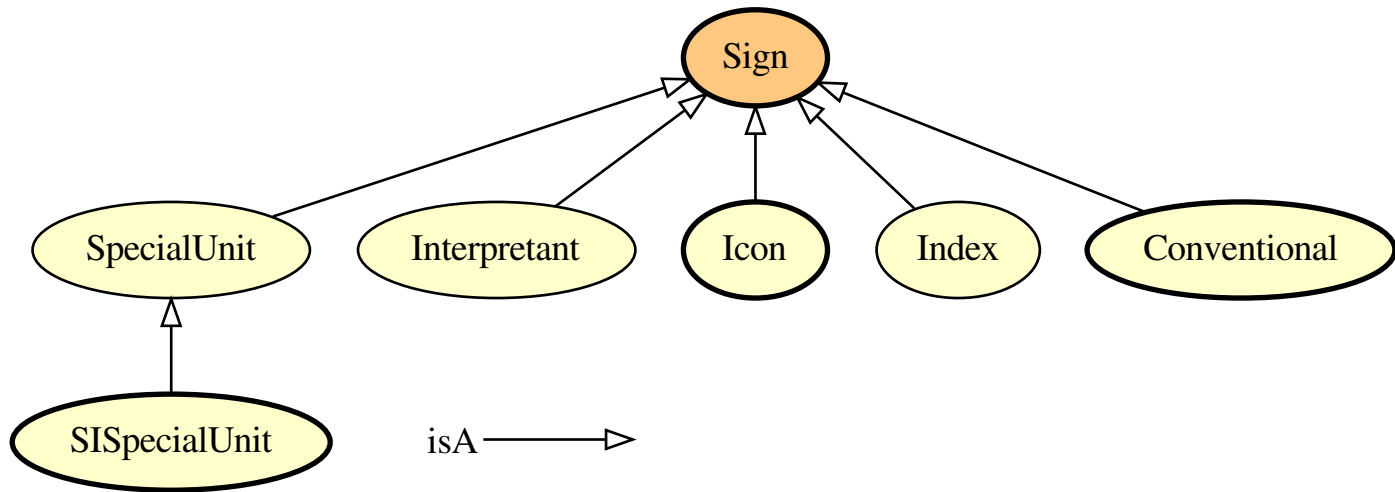 Sign
SpecialUnit
Interpretant
Icon
Index
Conventional
SISpecialUnit
isA